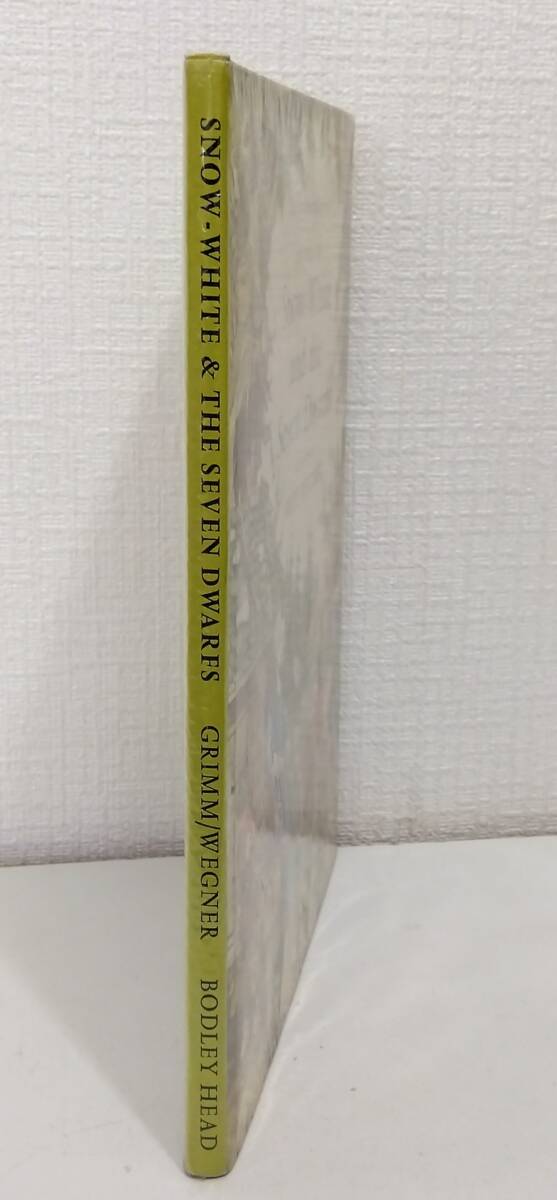 SNOW-WHITE & THE SEVEN DWARFS GRIMM/WEGNER BODLEY HEAD